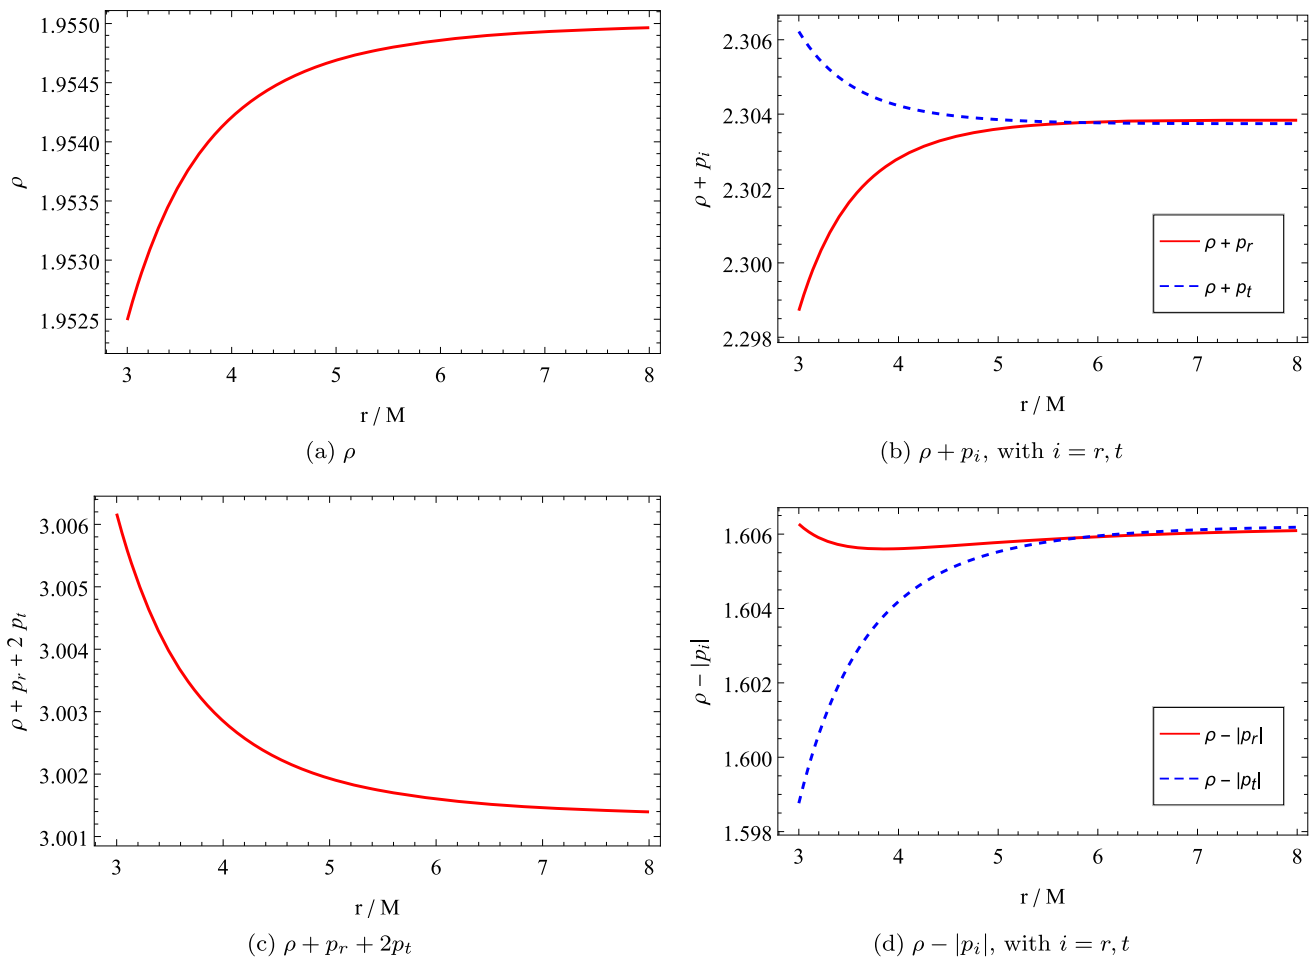 1.9550
1.9545
1.9540
1.9535
1.9530
1.9525
ρ
3 4 5 6 7 8
r / M
(a) ρ
2.306
2.304
2.302
2.300
2.298
ρ + p_i
ρ + p_r
ρ + p_t
3 4 5 6 7 8
r / M
(b) ρ + p_i, with i = r, t
3.006
3.005
3.004
3.003
3.002
3.001
ρ + p_r + 2 p_t
3 4 5 6 7 8
r / M
(c) ρ + p_r + 2p_t
1.606
1.604
1.602
1.600
1.598
ρ − |p_i|
ρ − |p_r|
ρ − |p_t|
3 4 5 6 7 8
r / M
(d) ρ − |p_i|, with i = r, t